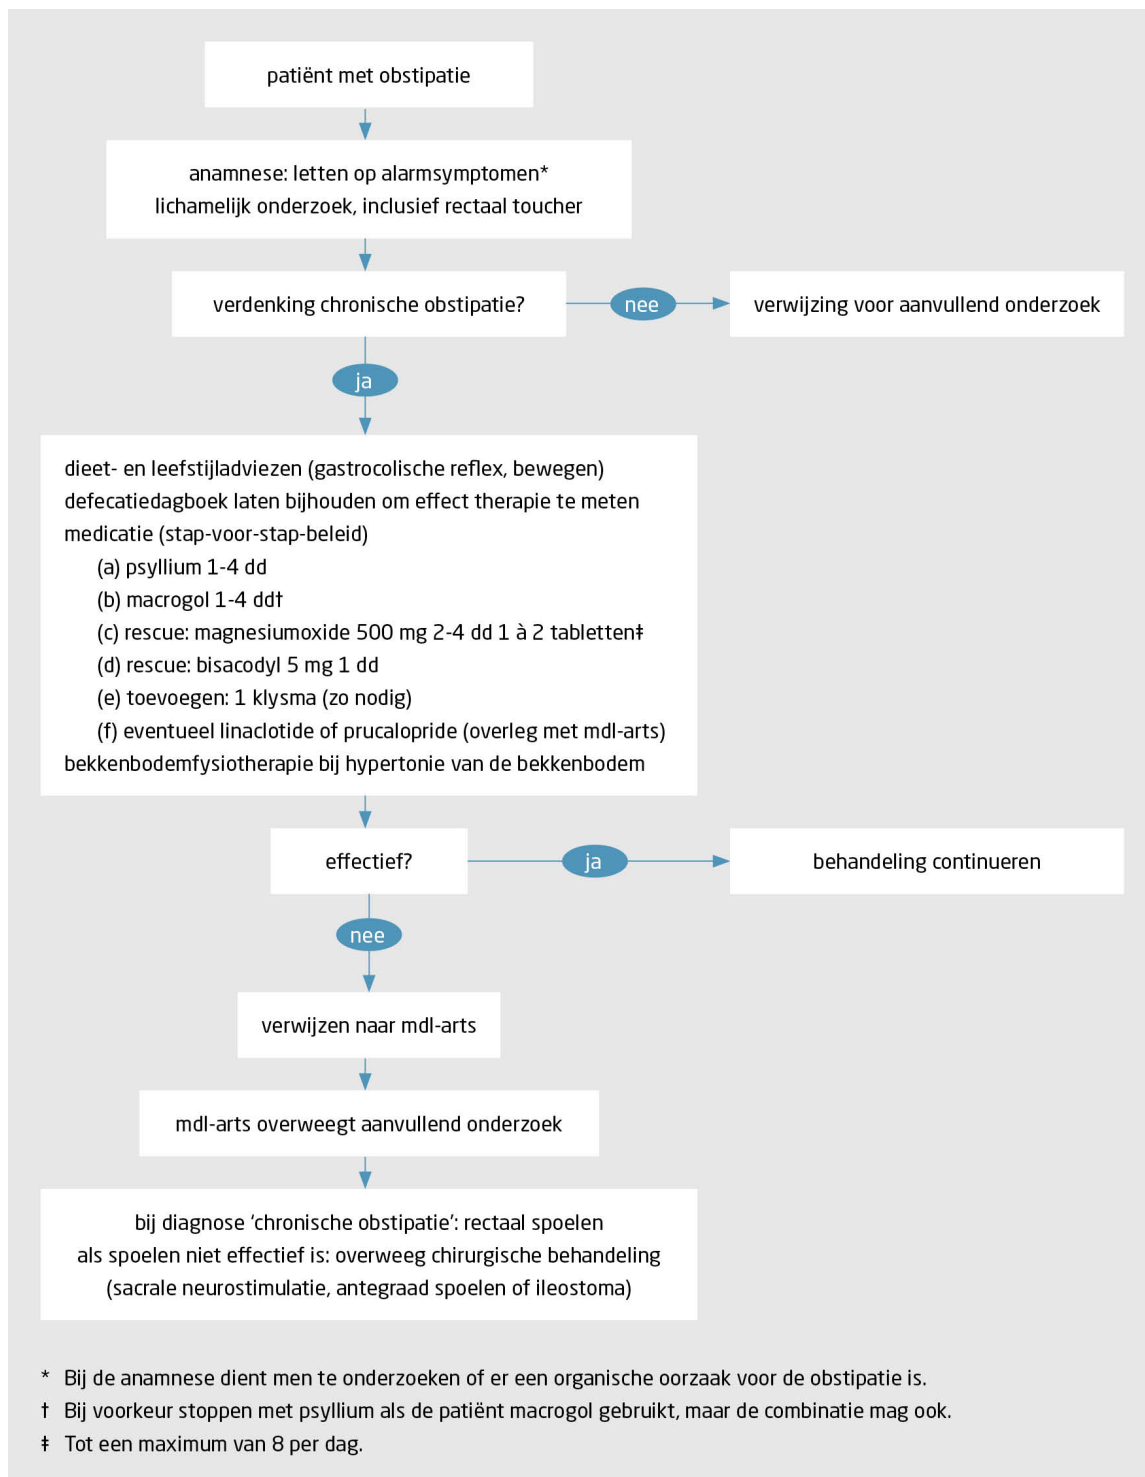 patiënt met obstipatie
anamnese: letten op alarmsymptomen*
lichamelijk onderzoek, inclusief rectaal toucher
verdenking chronische obstipatie?
nee
verwijzing voor aanvullend onderzoek
ja
dieet- en leefstijladviezen (gastrocolische reflex, bewegen)
defecatiedagboek laten bijhouden om effect therapie te meten
medicatie (stap-voor-stap-beleid)
(a) psyllium 1-4 dd
(b) macrogol 1-4 dd†
(c) rescue: magnesiumoxide 500 mg 2-4 dd 1 à 2 tabletten‡
(d) rescue: bisacodyl 5 mg 1 dd
(e) toevoegen: 1 klysma (zo nodig)
(f) eventueel linaclotide of prucalopride (overleg met mdl-arts)
bekkenbodemfysiotherapie bij hypertonie van de bekkenbodem
effectief?
ja
behandeling continueren
nee
verwijzen naar mdl-arts
mdl-arts overweegt aanvullend onderzoek
bij diagnose ‘chronische obstipatie’: rectaal spoelen
als spoelen niet effectief is: overweeg chirurgische behandeling
(sacrale neurostimulatie, antegraad spoelen of ileostoma)
* Bij de anamnese dient men te onderzoeken of er een organische oorzaak voor de obstipatie is.
† Bij voorkeur stoppen met psyllium als de patiënt macrogol gebruikt, maar de combinatie mag ook.
‡ Tot een maximum van 8 per dag.